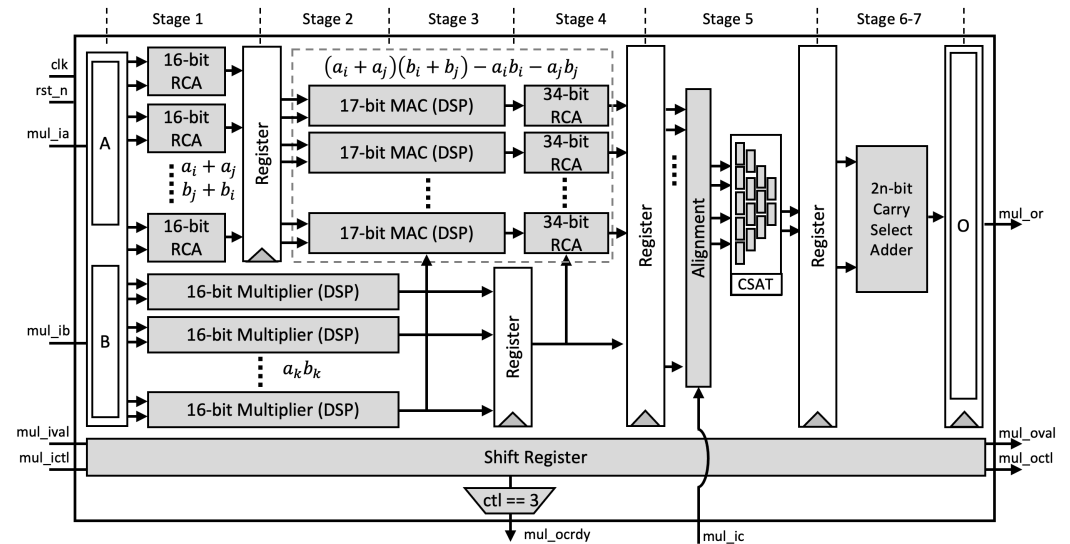 Stage 1
Stage 2
Stage 3
Stage 4
Stage 5
Stage 6-7
clk
rst_n
mul_ia
mul_ib
mul_ival
mul_ictl
A
B
16-bit
RCA
16-bit
RCA
a_i + a_j
b_j + b_i
16-bit
RCA
Register
(a_i + a_j)(b_i + b_j) − a_i b_i − a_j b_j
17-bit MAC (DSP)
34-bit
RCA
17-bit MAC (DSP)
34-bit
RCA
17-bit MAC (DSP)
34-bit
RCA
16-bit Multiplier (DSP)
16-bit Multiplier (DSP)
a_k b_k
16-bit Multiplier (DSP)
Register
Register
Alignment
CSAT
Register
2n-bit
Carry
Select
Adder
O
mul_or
Shift Register
mul_oval
mul_octl
ctl == 3
mul_ocrdy
mul_ic